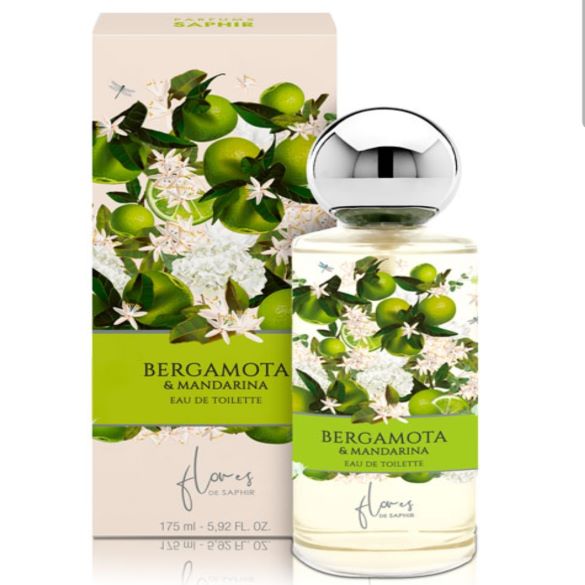 PARFUMS
SAPHIR
BERGAMOTA
& MANDARINA
EAU DE TOILETTE
flores
DE SAPHIR
175 ml - 5,92 FL. OZ.
BERGAMOTA
& MANDARINA
EAU DE TOILETTE
flores
DE SAPHIR